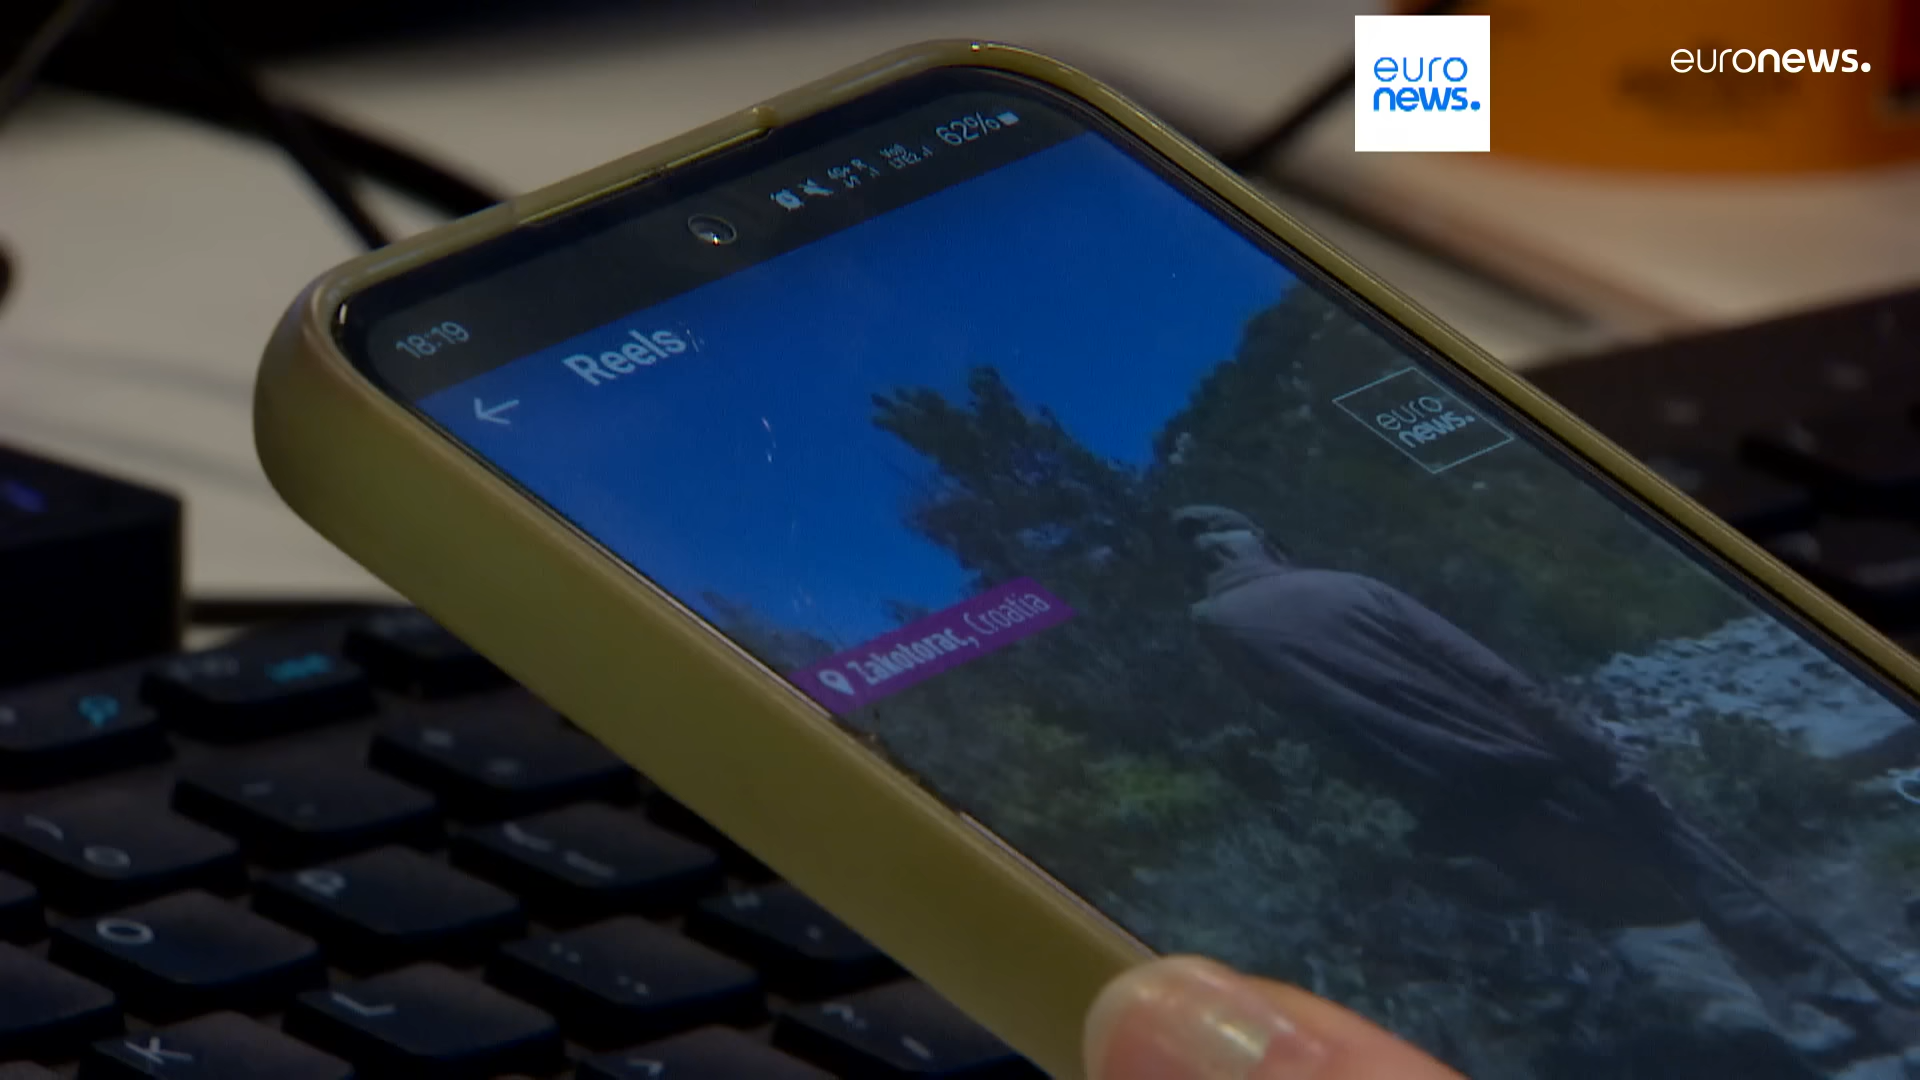 euro
news.
euronews.
62%
18:19
Reels
euro
news.
Zakotorac, Croatia
O
L
K